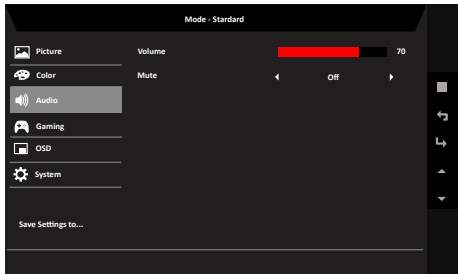 Mode - Stardard
Picture
Volume 70
Color
Mute Off
Audio
Gaming
OSD
System
Save Settings to...